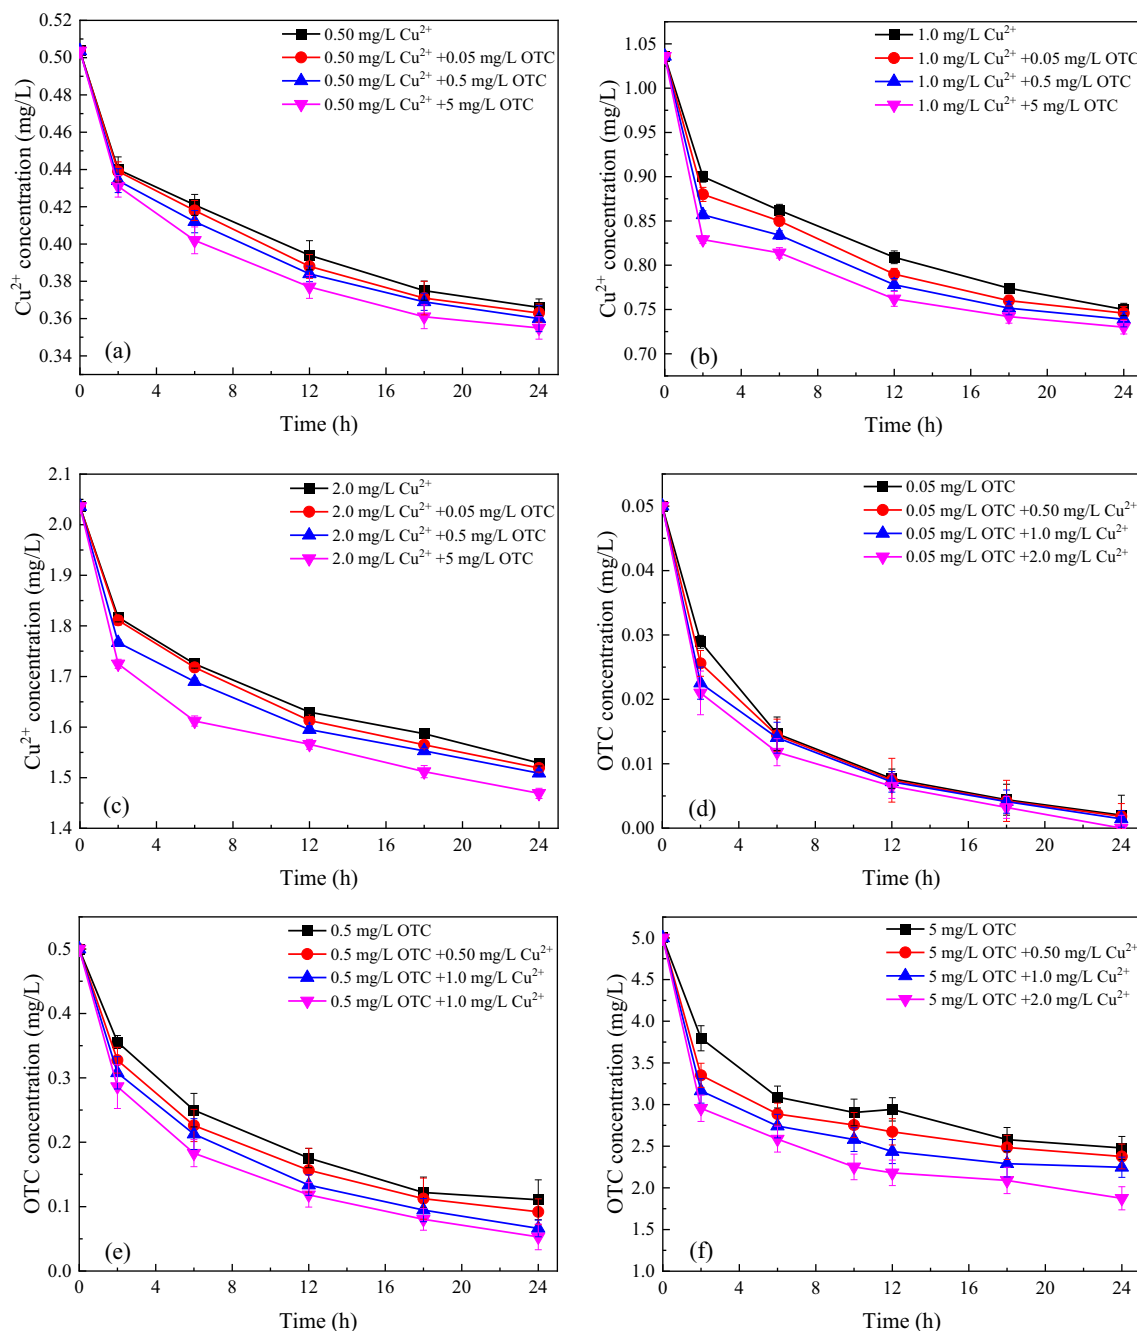 0.50 mg/L Cu²⁺
0.50 mg/L Cu²⁺ +0.05 mg/L OTC
0.50 mg/L Cu²⁺ +0.5 mg/L OTC
0.50 mg/L Cu²⁺ +5 mg/L OTC
0.52
0.50
0.48
0.46
0.44
0.42
0.40
0.38
0.36
0.34
Cu²⁺ concentration (mg/L)
(a)
0 4 8 12 16 20 24
Time (h)
1.0 mg/L Cu²⁺
1.0 mg/L Cu²⁺ +0.05 mg/L OTC
1.0 mg/L Cu²⁺ +0.5 mg/L OTC
1.0 mg/L Cu²⁺ +5 mg/L OTC
1.05
1.00
0.95
0.90
0.85
0.80
0.75
0.70
Cu²⁺ concentration (mg/L)
(b)
0 4 8 12 16 20 24
Time (h)
2.0 mg/L Cu²⁺
2.0 mg/L Cu²⁺ +0.05 mg/L OTC
2.0 mg/L Cu²⁺ +0.5 mg/L OTC
2.0 mg/L Cu²⁺ +5 mg/L OTC
2.1
2.0
1.9
1.8
1.7
1.6
1.5
1.4
Cu²⁺ concentration (mg/L)
(c)
0 4 8 12 16 20 24
Time (h)
0.05 mg/L OTC
0.05 mg/L OTC +0.50 mg/L Cu²⁺
0.05 mg/L OTC +1.0 mg/L Cu²⁺
0.05 mg/L OTC +2.0 mg/L Cu²⁺
0.05
0.04
0.03
0.02
0.01
0.00
OTC concentration (mg/L)
(d)
0 4 8 12 16 20 24
Time (h)
0.5 mg/L OTC
0.5 mg/L OTC +0.50 mg/L Cu²⁺
0.5 mg/L OTC +1.0 mg/L Cu²⁺
0.5 mg/L OTC +1.0 mg/L Cu²⁺
0.5
0.4
0.3
0.2
0.1
0.0
OTC concentration (mg/L)
(e)
0 4 8 12 16 20 24
Time (h)
5 mg/L OTC
5 mg/L OTC +0.50 mg/L Cu²⁺
5 mg/L OTC +1.0 mg/L Cu²⁺
5 mg/L OTC +2.0 mg/L Cu²⁺
5.0
4.5
4.0
3.5
3.0
2.5
2.0
1.5
1.0
OTC concentration (mg/L)
(f)
0 4 8 12 16 20 24
Time (h)